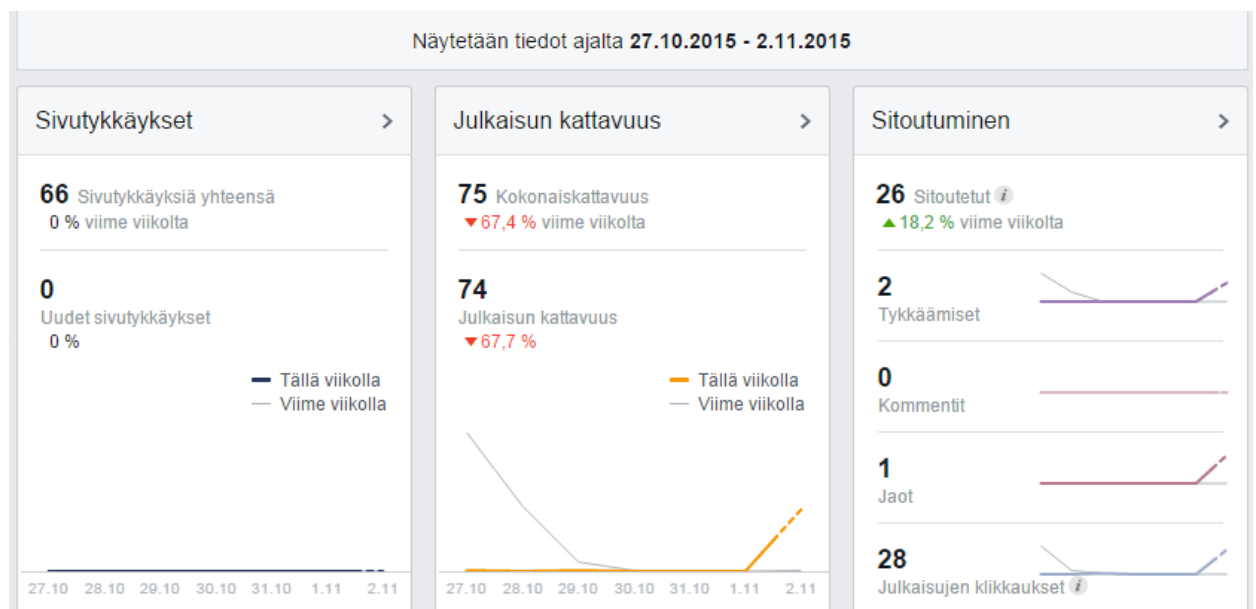 Näytetään tiedot ajalta 27.10.2015 - 2.11.2015
Sivutykkäykset
66 Sivutykkäyksiä yhteensä
0 % viime viikolta
0
Uudet sivutykkäykset
0 %
Tällä viikolla
Viime viikolla
27.10 28.10 29.10 30.10 31.10 1.11 2.11
Julkaisun kattavuus
75 Kokonaiskattavuus
67,4 % viime viikolta
74
Julkaisun kattavuus
67,7 %
Tällä viikolla
Viime viikolla
27.10 28.10 29.10 30.10 31.10 1.11 2.11
Sitoutuminen
26 Sitoutetut i
18,2 % viime viikolta
2
Tykkäämiset
0
Kommentit
1
Jaot
28
Julkaisujen klikkaukset i